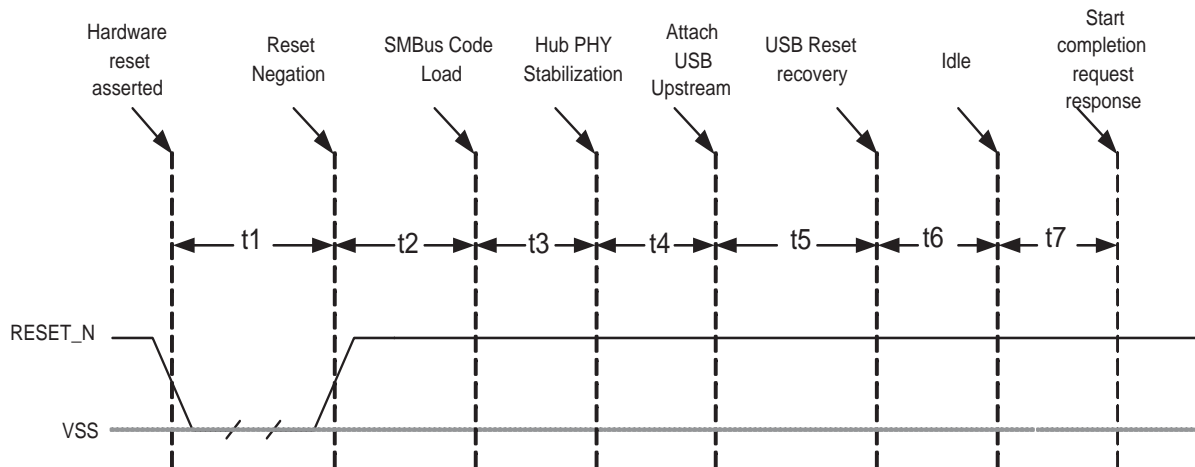 Hardware
reset
asserted
Reset
Negation
SMBus Code
Load
Hub PHY
Stabilization
Attach
USB
Upstream
USB Reset
recovery
Idle
Start
completion
request
response
t1
t2
t3
t4
t5
t6
t7
RESET_N
VSS